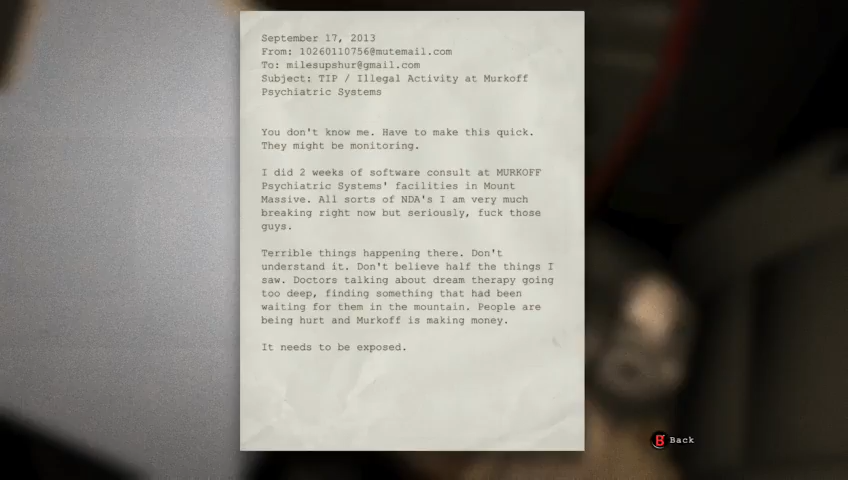 September 17, 2013
From: 10260110756@mutemail.com
To: milesupshur@gmail.com
Subject: TIP / Illegal Activity at Murkoff
Psychiatric Systems
You don't know me. Have to make this quick.
They might be monitoring.
I did 2 weeks of software consult at MURKOFF
Psychiatric Systems' facilities in Mount
Massive. All sorts of NDA's I am very much
breaking right now but seriously, fuck those
guys.
Terrible things happening there. Don't
understand it. Don't believe half the things I
saw. Doctors talking about dream therapy going
too deep, finding something that had been
waiting for them in the mountain. People are
being hurt and Murkoff is making money.
It needs to be exposed.
B Back